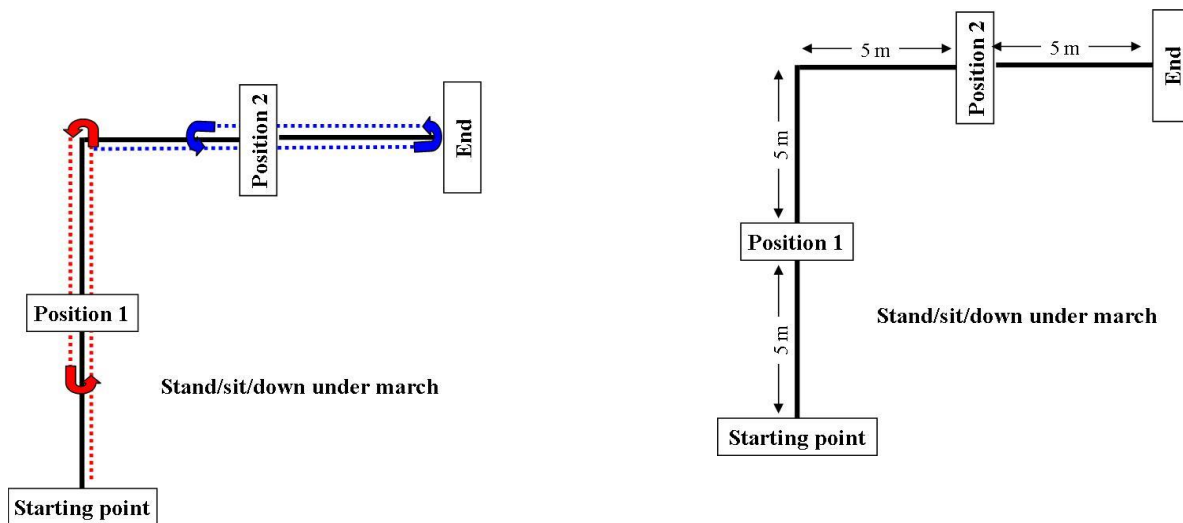 Position 2
End
Position 1
Stand/sit/down under march
Starting point
5 m
Position 2
5 m
End
5 m
Position 1
Stand/sit/down under march
5 m
Starting point